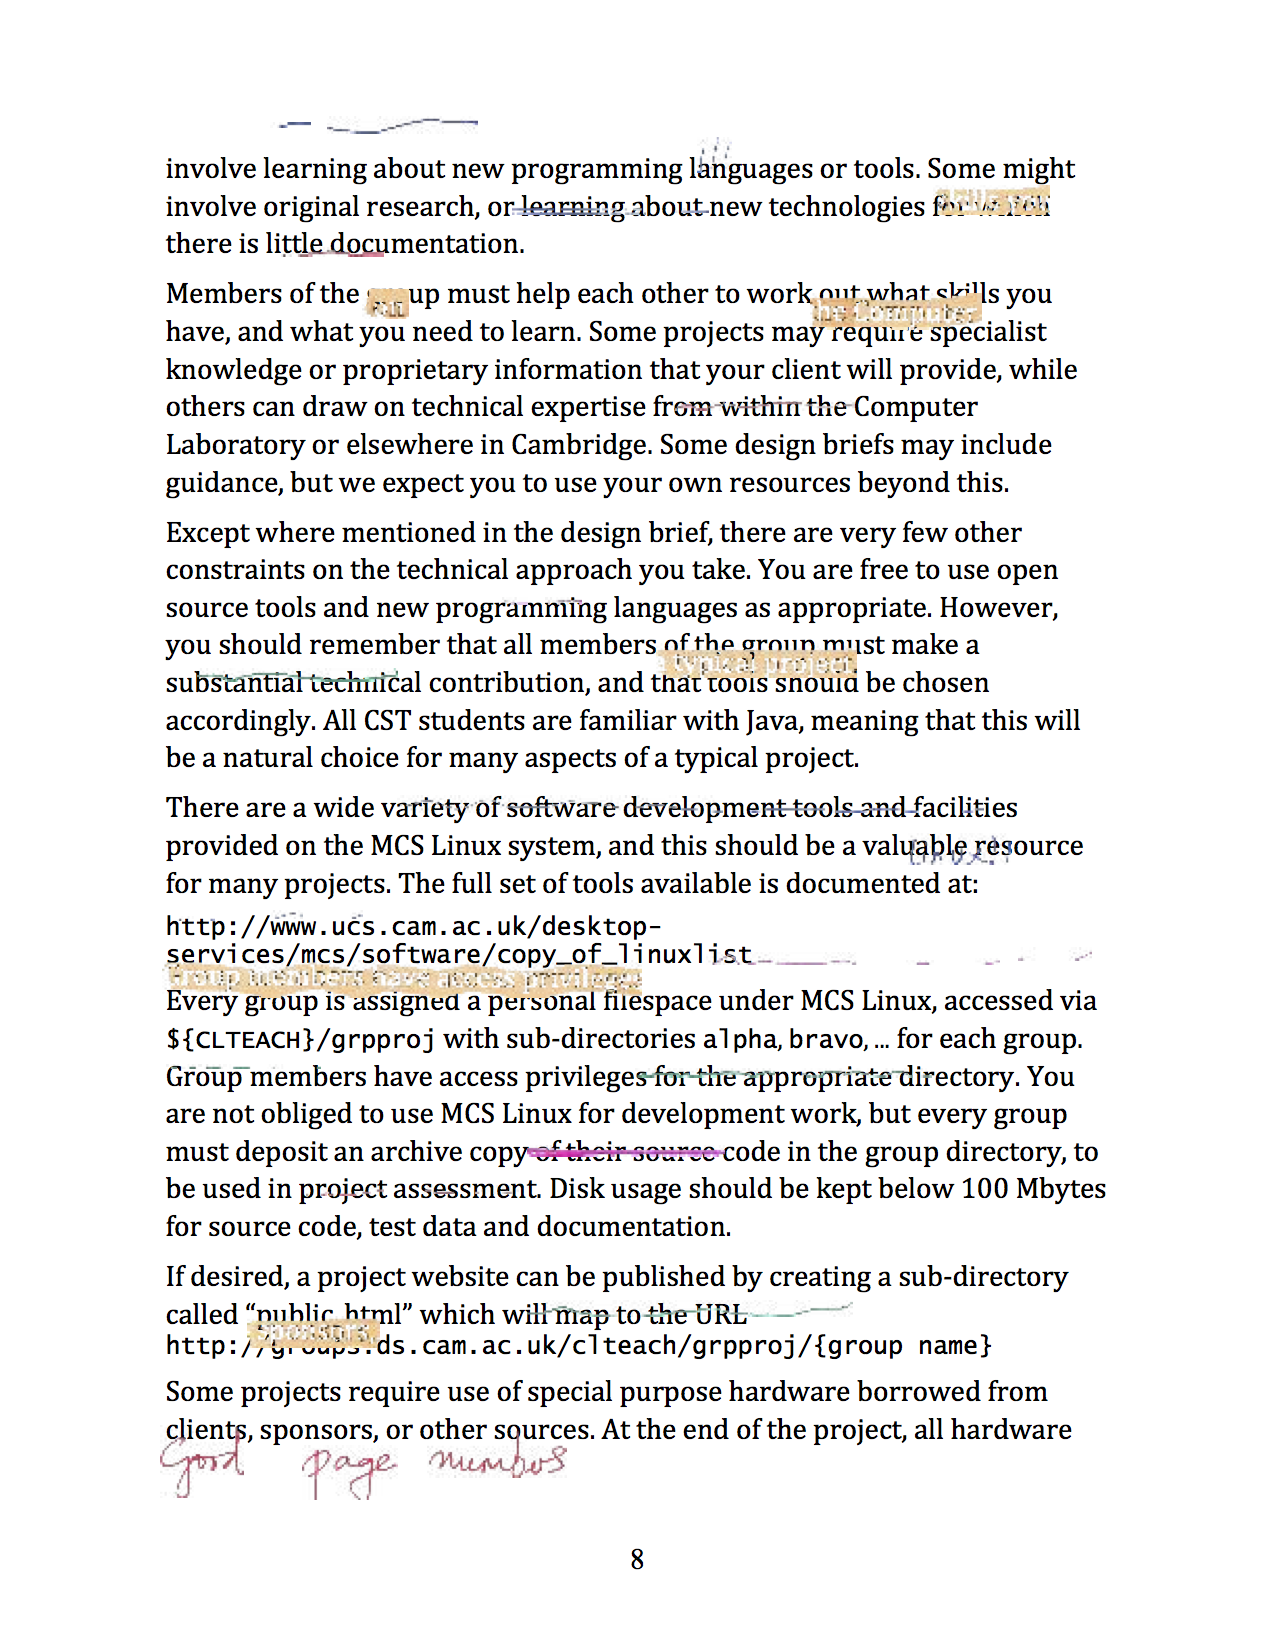 involve learning about new programming languages or tools. Some might
involve original research, or learning about new technologies for which
there is little documentation.
Members of the group must help each other to work out what skills you
have, and what you need to learn. Some projects may require specialist
knowledge or proprietary information that your client will provide, while
others can draw on technical expertise from within the Computer
Laboratory or elsewhere in Cambridge. Some design briefs may include
guidance, but we expect you to use your own resources beyond this.
Except where mentioned in the design brief, there are very few other
constraints on the technical approach you take. You are free to use open
source tools and new programming languages as appropriate. However,
you should remember that all members of the group must make a
typical project
substantial technical contribution, and that tools should be chosen
accordingly. All CST students are familiar with Java, meaning that this will
be a natural choice for many aspects of a typical project.
There are a wide variety of software development tools and facilities
provided on the MCS Linux system, and this should be a valuable resource
Linux!!
for many projects. The full set of tools available is documented at:
http://www.ucs.cam.ac.uk/desktop-
services/mcs/software/copy_of_linuxlist
Group members have access privileges
Every group is assigned a personal filespace under MCS Linux, accessed via
${CLTEACH}/grpproj with sub-directories alpha, bravo, … for each group.
Group members have access privileges for the appropriate directory. You
are not obliged to use MCS Linux for development work, but every group
must deposit an archive copy of their source code in the group directory, to
be used in project assessment. Disk usage should be kept below 100 Mbytes
for source code, test data and documentation.
If desired, a project website can be published by creating a sub-directory
called “public_html” which will map to the URL
sponsors,
http://groups.ds.cam.ac.uk/clteach/grpproj/{group name}
Some projects require use of special purpose hardware borrowed from
clients, sponsors, or other sources. At the end of the project, all hardware
Good page numbos
8